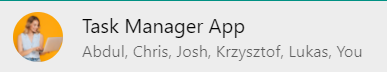 Task Manager App
Abdul, Chris, Josh, Krzysztof, Lukas, You